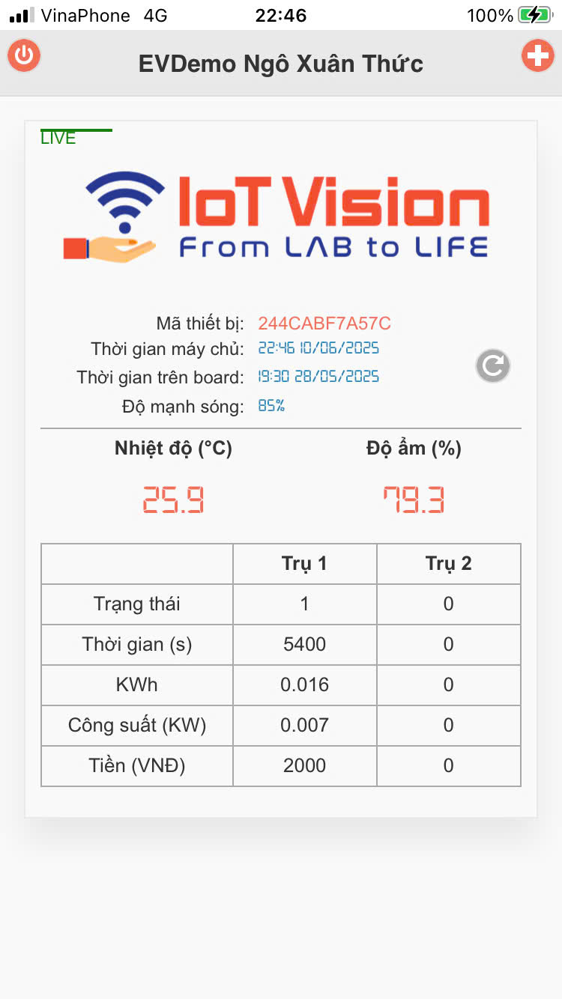 VinaPhone 4G 22:46 100%
EVDemo Ngô Xuân Thức
LIVE
IoT Vision
From LAB to LIFE
Mã thiết bị: 244CABF7A57C
Thời gian máy chủ: 22:46 10/06/2025
Thời gian trên board: 19:30 28/05/2025
Độ mạnh sóng: 85%
Nhiệt độ (°C) Độ ẩm (%)
25.9 79.3
Trụ 1 Trụ 2
Trạng thái 1 0
Thời gian (s) 5400 0
KWh 0.016 0
Công suất (KW) 0.007 0
Tiền (VNĐ) 2000 0